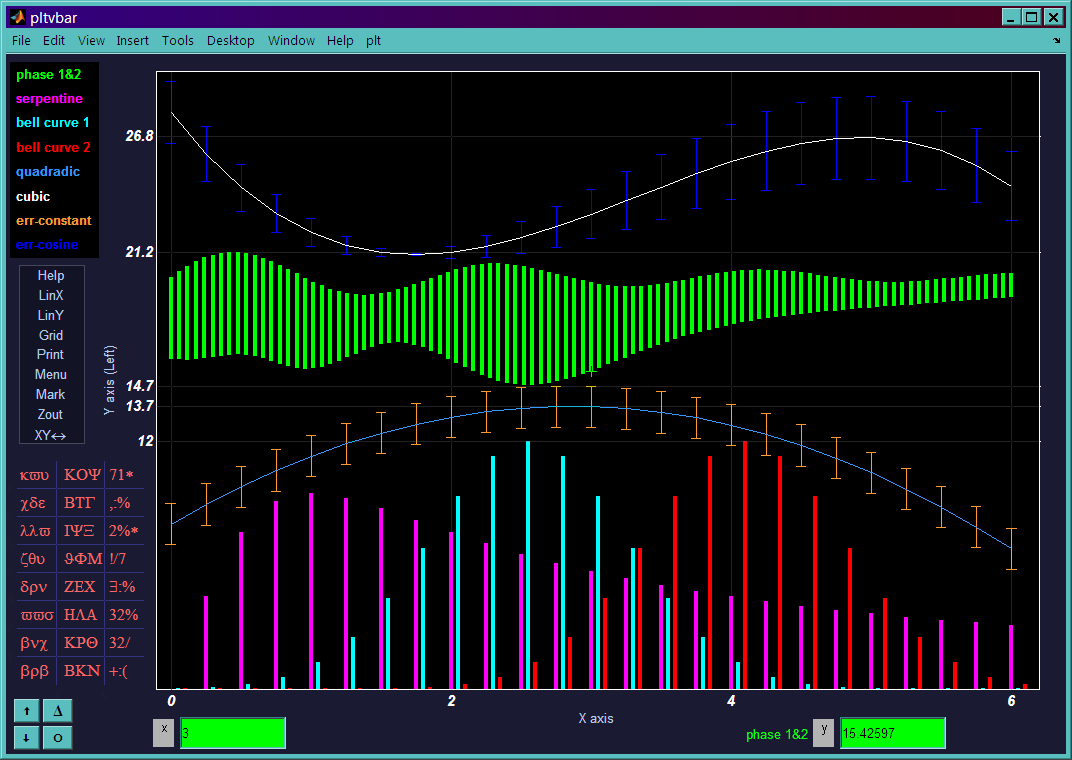 pltvbar
File Edit View Insert Tools Desktop Window Help plt
phase 1&2
serpentine
bell curve 1
bell curve 2
quadradic
cubic
err-constant
err-cosine
Help
LinX
LinY
Grid
Print
Menu
Mark
Zout
XY↔
κϖυ ΚΟΨ 71*
χδε ΒΤΓ ,:%
λλϖ ΙΨΞ 2%*
ζθυ ϑΦΜ !/7
δρν ΖΕΧ ∃:%
ϖϖσ ΗΛΑ 32%
βνχ ΚΡΘ 32/
βρβ ΒΚΝ +:(
↑ Δ
↓ O
Y axis (Left)
26.8
21.2
14.7
13.7
12
0 2 4 6
X axis
x 3
phase 1&2 y 15.42597